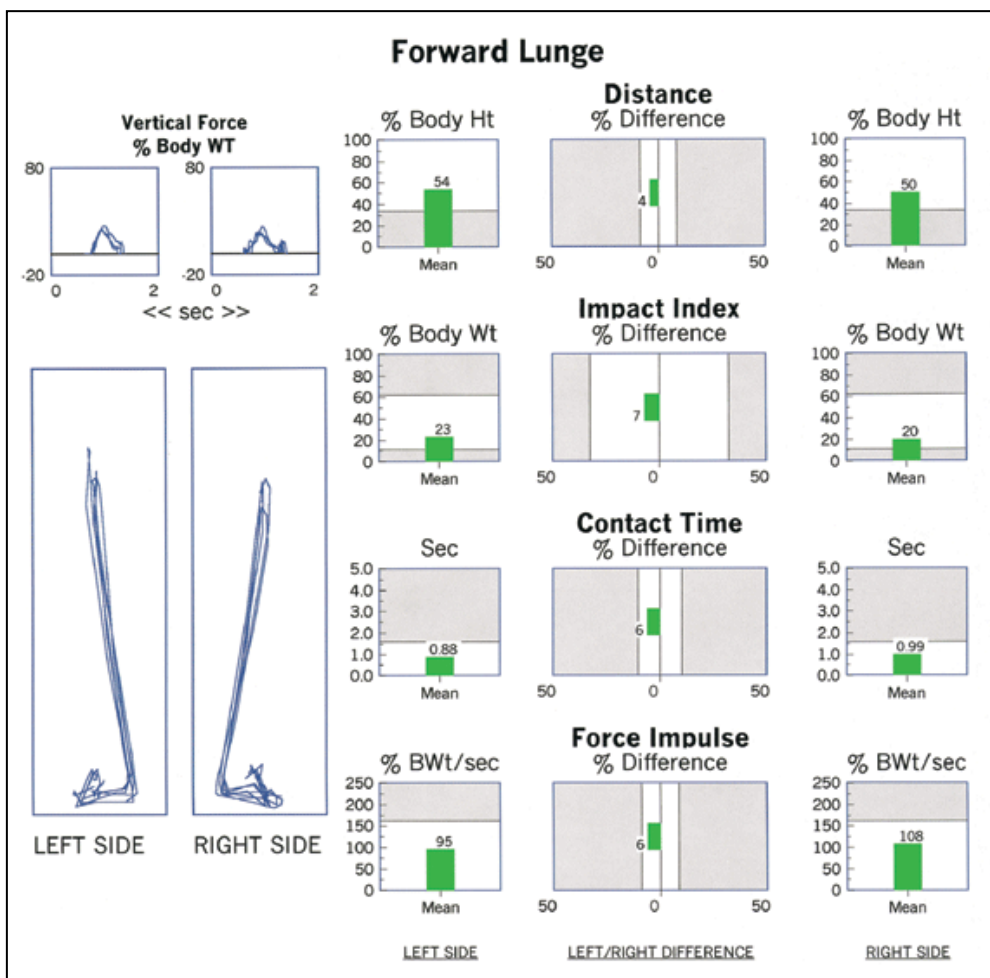 Forward Lunge
Vertical Force
% Body WT
80
-20
0
2
80
-20
0
2
<< sec >>
LEFT SIDE
RIGHT SIDE
Distance
% Body Ht
100
80
60
40
20
0
54
Mean
% Difference
4
50
0
50
% Body Ht
100
80
60
40
20
0
50
Mean
Impact Index
% Body Wt
100
80
60
40
20
0
23
Mean
% Difference
7
50
0
50
% Body Wt
100
80
60
40
20
0
20
Mean
Contact Time
Sec
5.0
4.0
3.0
2.0
1.0
0.0
0.88
Mean
% Difference
6
50
0
50
Sec
5.0
4.0
3.0
2.0
1.0
0.0
0.99
Mean
Force Impulse
% BWt/sec
250
200
150
100
50
0
95
Mean
% Difference
6
50
0
50
% BWt/sec
250
200
150
100
50
0
108
Mean
LEFT SIDE
LEFT/RIGHT DIFFERENCE
RIGHT SIDE